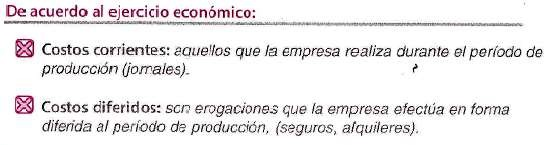 De acuerdo al ejercicio económico:
Costos corrientes: aquellos que la empresa realiza durante el período de
producción (jornales).
Costos diferidos: son erogaciones que la empresa efectúa en forma
diferida al período de producción, (seguros, alquileres).